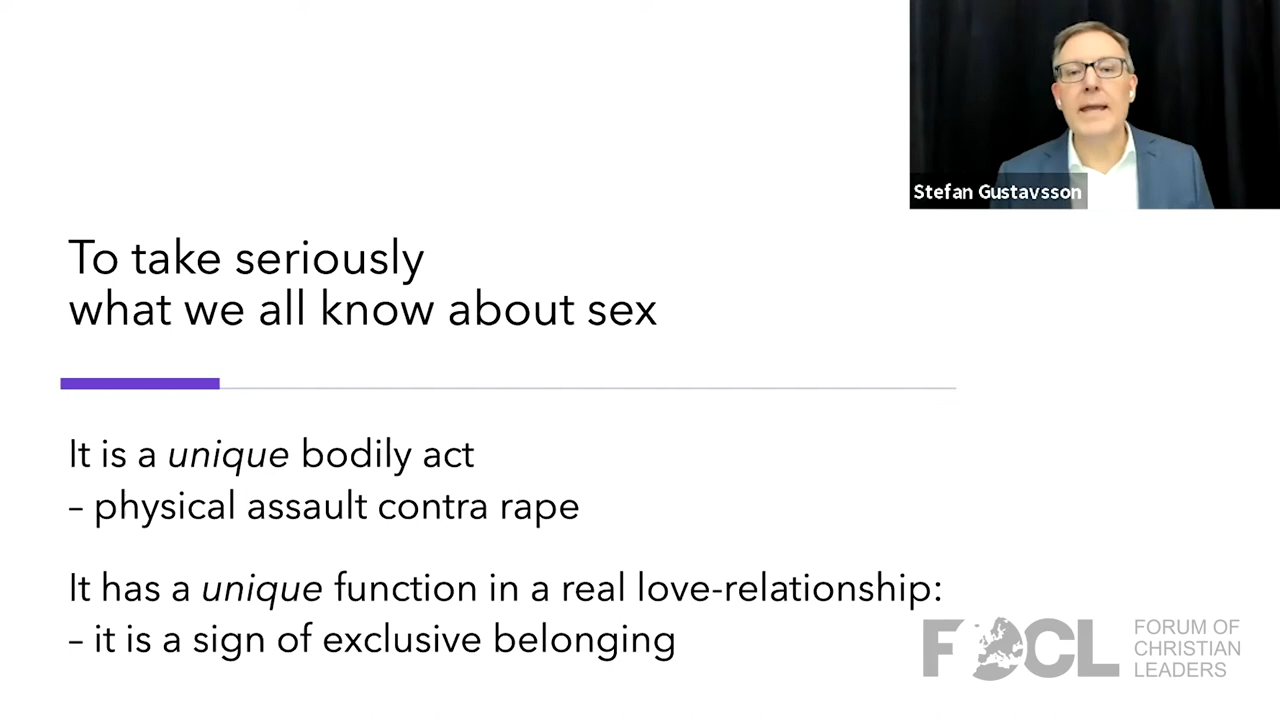 Stefan Gustavsson
To take seriously
what we all know about sex
It is a unique bodily act
– physical assault contra rape
It has a unique function in a real love-relationship:
– it is a sign of exclusive belonging
FOCL
FORUM OF
CHRISTIAN
LEADERS